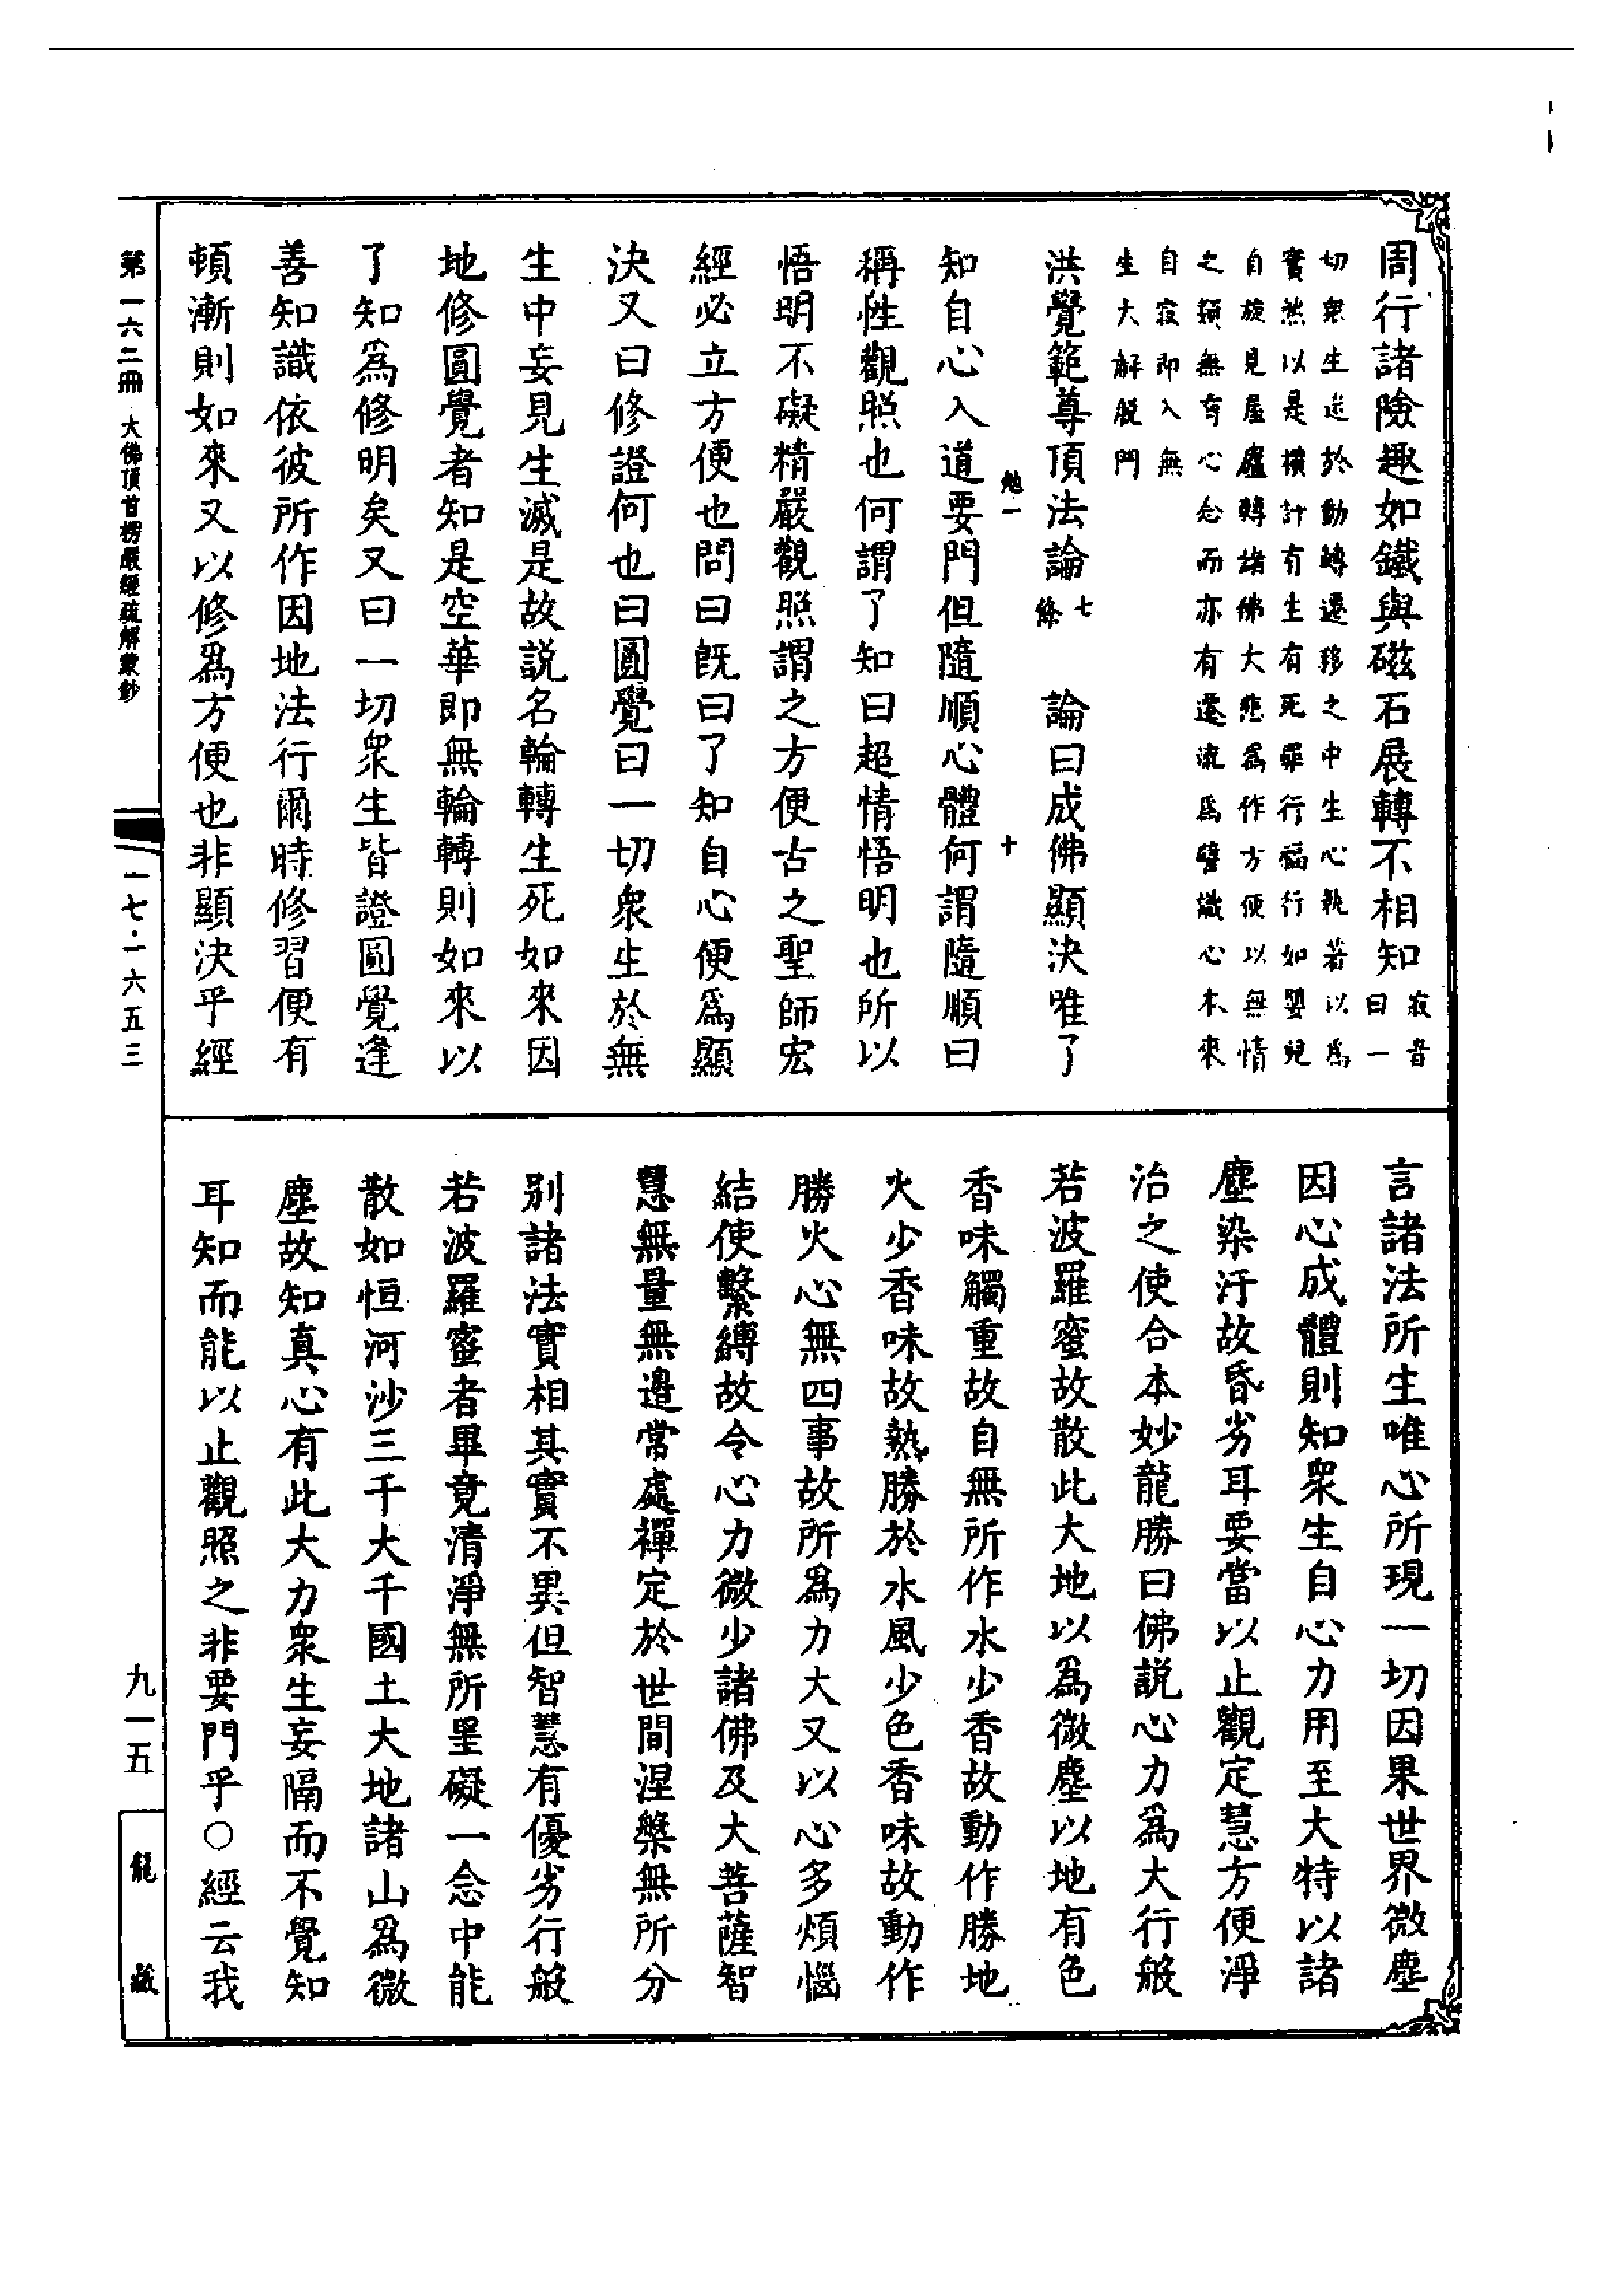 周行諸險趣如鐵與磁石展轉不相知寂音曰一
切衆生迷於動轉遷移之中生心執若以爲
實然以是橫計有生有死罪行福行如嬰兒
自旋見屋廬轉諸佛大悲爲作方便以無情
之類無有心念而亦有還流爲譬識心本來
自寂即入無
生大解脫門
洪覺範尊頂法論七條 論曰成佛顯決唯了
勉一 十
知自心入道要門但隨順心體何謂隨順曰
稱性觀照也何謂了知曰超情悟明也所以
悟明不礙精嚴觀照謂之方便古之聖師宏
經必立方便也問曰旣曰了知自心便爲顯
決又曰修證何也曰圓覺曰一切衆生於無
生中妄見生滅是故説名輪轉生死如來因
地修圓覺者知是空華即無輪轉則如來以
了知爲修明矣又曰一切衆生皆證圓覺逢
善知識依彼所作因地法行爾時修習便有
頓漸則如來又以修爲方便也非顯決乎經
言諸法所生唯心所現一切因果世界微塵
因心成體則知衆生自心力用至大特以諸
塵染汙故昏劣耳要當以止觀定慧方便淨
治之使合本妙龍勝曰佛説心力爲大行般
若波羅蜜故散此大地以爲微塵以地有色
香味觸重故自無所作水少香故動作勝地
火少香味故熱勝於水風少色香味故動作
勝火心無四事故所爲力大又以心多煩惱
結使繫縛故令心力微少諸佛及大菩薩智
慧無量無邊常處禪定於世間涅槃無所分
別諸法實相其實不異但智慧有優劣行般
若波羅蜜者畢竟清淨無所罣礙一念中能
散如恒河沙三千大千國土大地諸山爲微
塵故知真心有此大力衆生妄隔而不覺知
耳知而能以止觀照之非要門乎○經云我
第一六二冊 大佛頂首楞嚴經疏解蒙鈔
一七·一六五三
九一五
龍藏